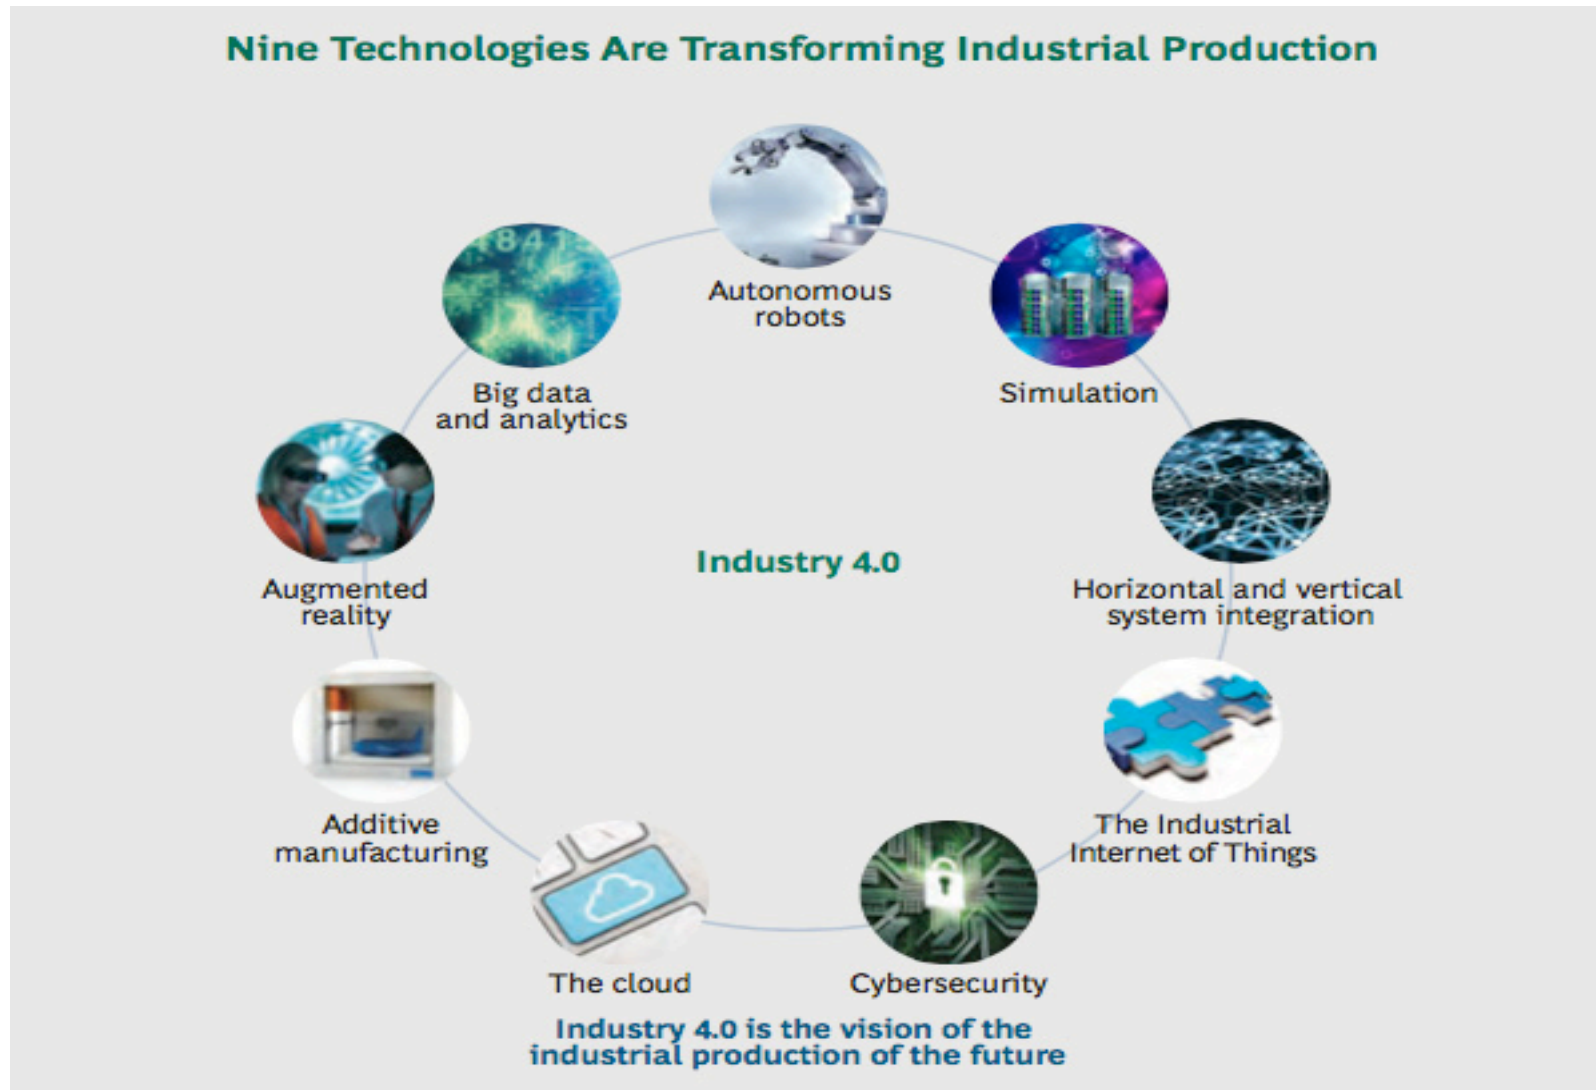 Nine Technologies Are Transforming Industrial Production
Autonomous
robots
Simulation
Big data
and analytics
Horizontal and vertical
system integration
Industry 4.0
Augmented
reality
The Industrial
Internet of Things
Additive
manufacturing
Cybersecurity
The cloud
Industry 4.0 is the vision of the
industrial production of the future